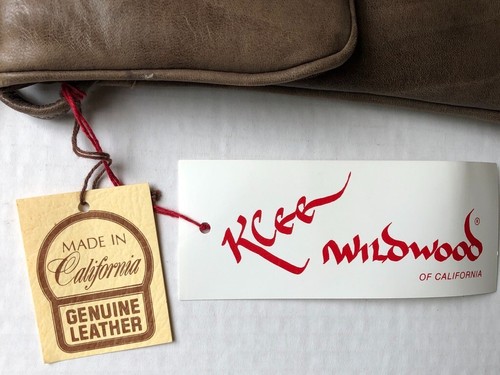 MADE IN
California
GENUINE
LEATHER
Klee
Wildwood®
OF CALIFORNIA